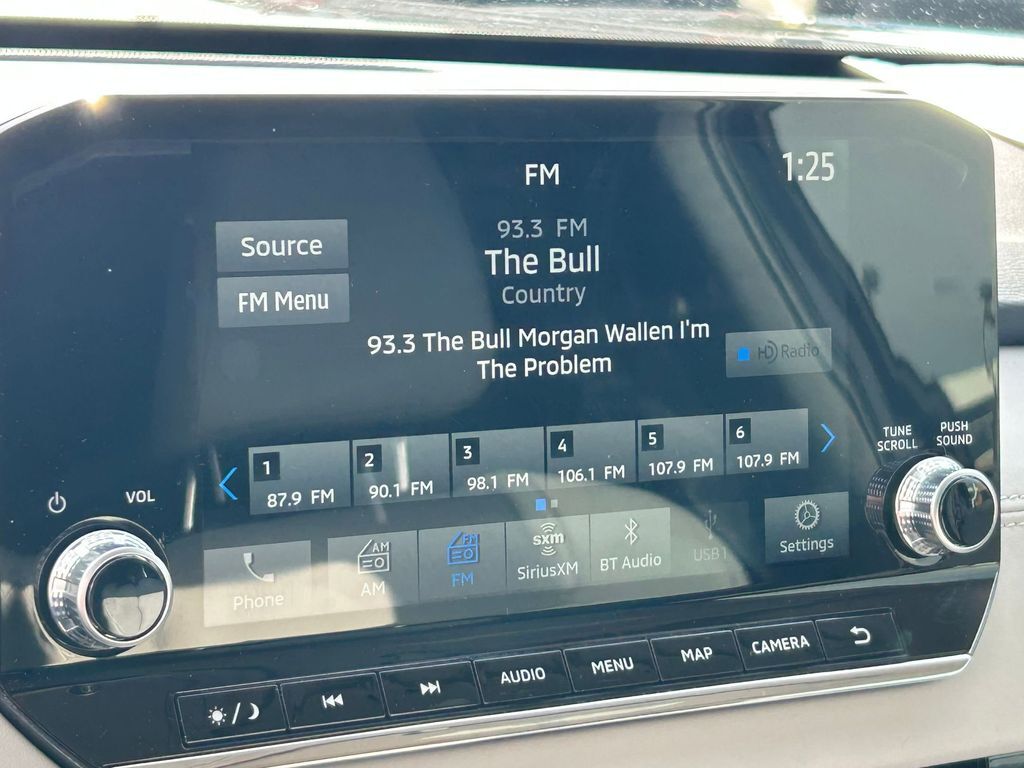 FM
1:25
Source
93.3 FM
The Bull
Country
FM Menu
93.3 The Bull Morgan Wallen I'm
The Problem
HD Radio
1
87.9 FM
2
90.1 FM
3
98.1 FM
4
106.1 FM
5
107.9 FM
6
107.9 FM
TUNE
SCROLL
PUSH
SOUND
VOL
Phone
AM
AM
FM
FM
sxm
SiriusXM
BT Audio
USB1
Settings
AUDIO
MENU
MAP
CAMERA